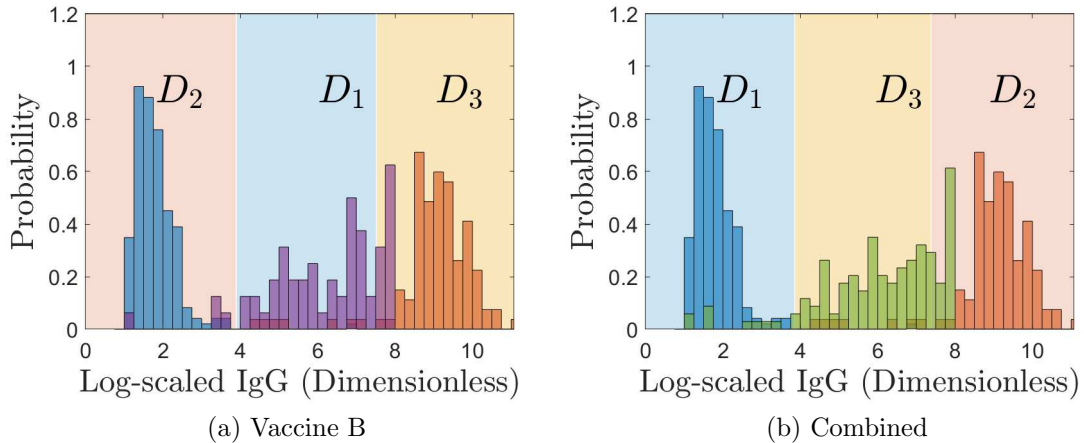 1.2
1
0.8
0.6
0.4
0.2
0
Probability
D2
D1
D3
0 2 4 6 8 10
Log-scaled IgG (Dimensionless)
(a) Vaccine B
1.2
1
0.8
0.6
0.4
0.2
0
Probability
D1
D3
D2
0 2 4 6 8 10
Log-scaled IgG (Dimensionless)
(b) Combined